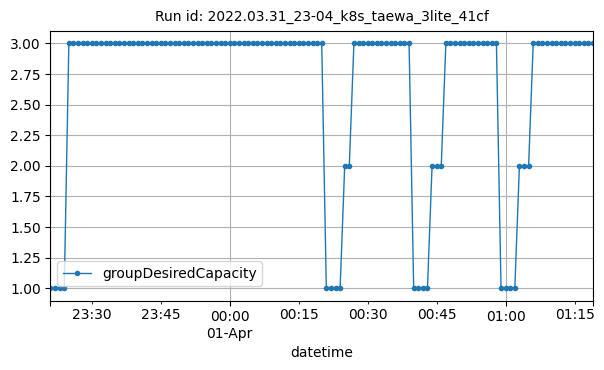 Run id: 2022.03.31_23-04_k8s_taewa_3lite_41cf
3.00
2.75
2.50
2.25
2.00
1.75
1.50
1.25
1.00
groupDesiredCapacity
23:30 23:45 00:00 00:15 00:30 00:45 01:00 01:15
01-Apr
datetime